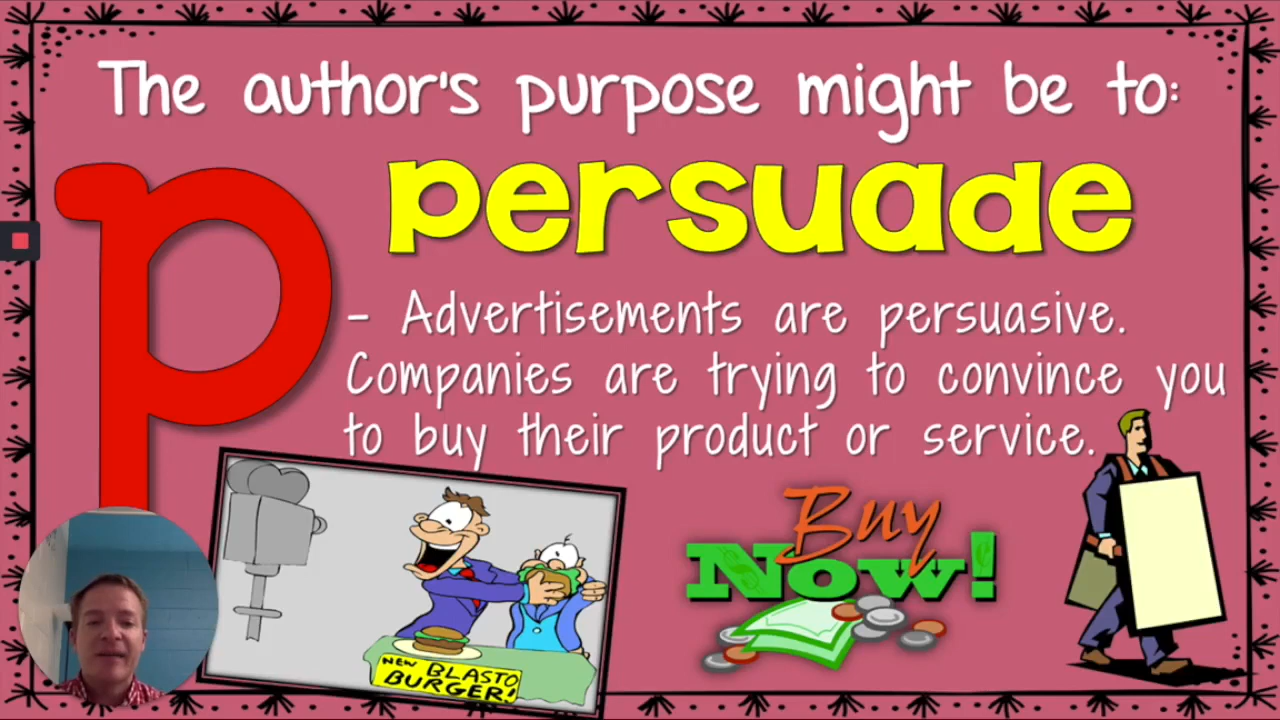 The author's purpose might be to:
p
persuade
- Advertisements are persuasive.
Companies are trying to convince you
to buy their product or service.
Buy
Now!
NEW BLASTO
BURGER!